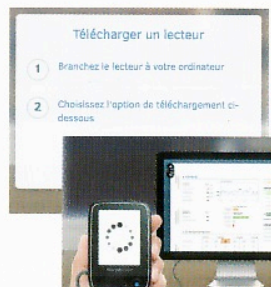 Télécharger un lecteur
1 Branchez le lecteur à votre ordinateur
2 Choisissez l'option de téléchargement ci-
dessous